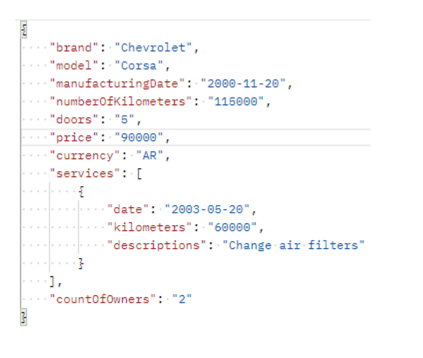 {
"brand": "Chevrolet",
"model": "Corsa",
"manufacturingDate": "2000-11-20",
"numberOfKilometers": "115000",
"doors": "5",
"price": "90000",
"currency": "AR",
"services": [
{
"date": "2003-05-20",
"kilometers": "60000",
"descriptions": "Change air filters"
}
],
"countOfOwners": "2"
}